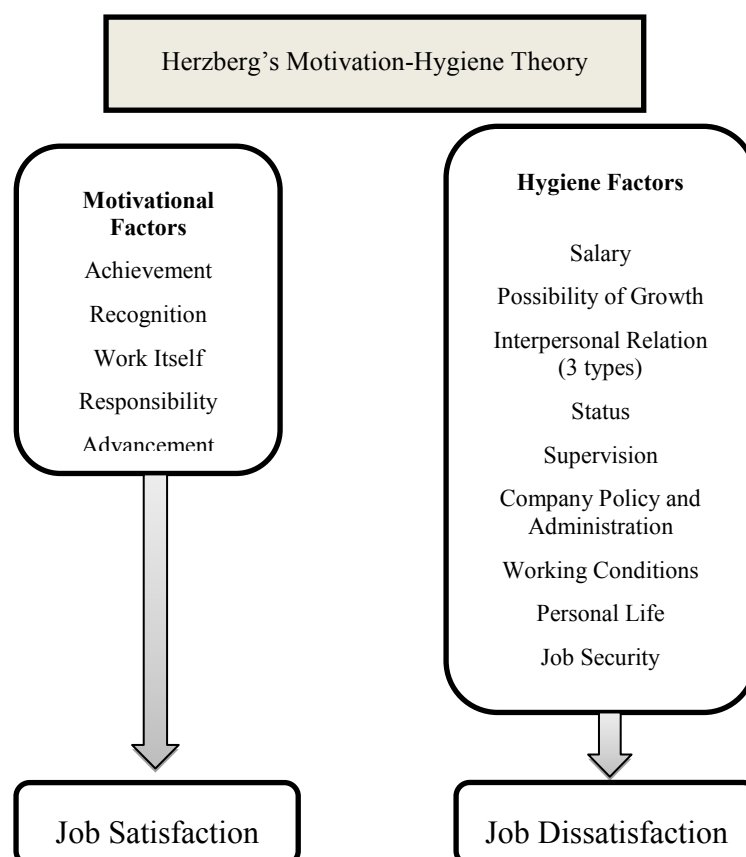 Herzberg’s Motivation-Hygiene Theory
Motivational
Factors
Achievement
Recognition
Work Itself
Responsibility
Advancement
Hygiene Factors
Salary
Possibility of Growth
Interpersonal Relation
(3 types)
Status
Supervision
Company Policy and
Administration
Working Conditions
Personal Life
Job Security
Job Satisfaction
Job Dissatisfaction